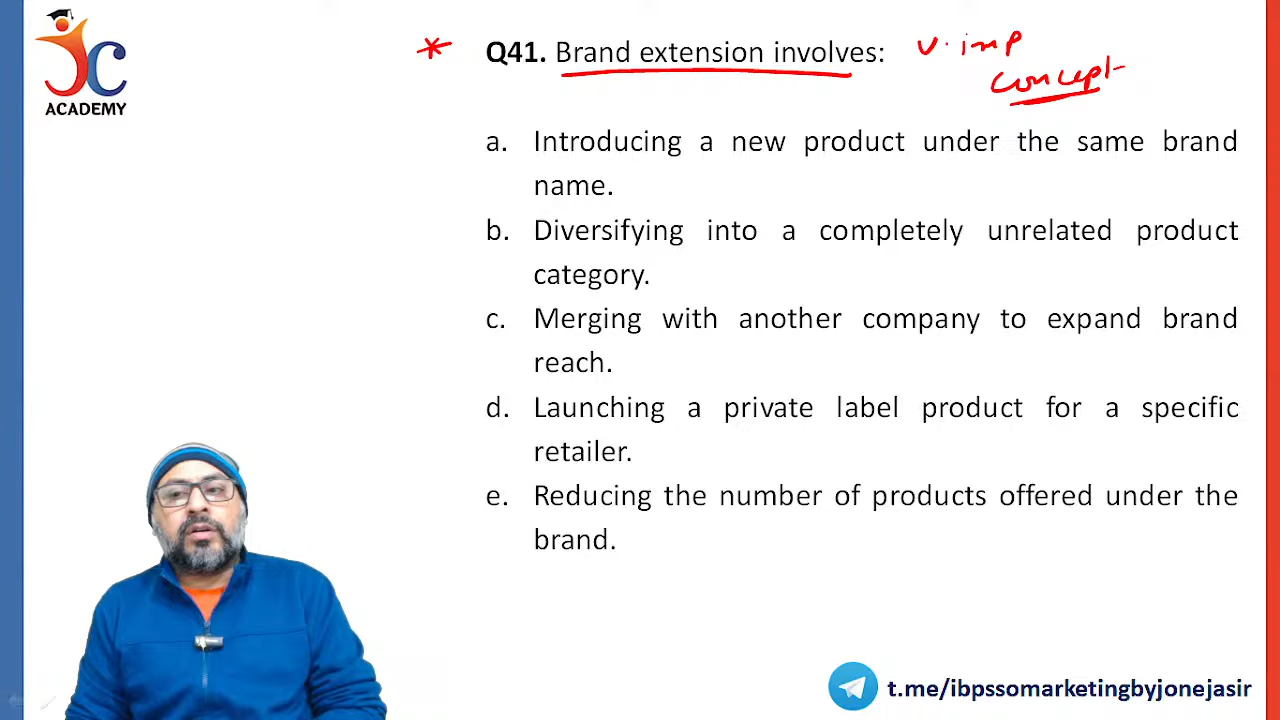 JC
ACADEMY
* Q41. Brand extension involves: v. imp
concept
a. Introducing a new product under the same brand
name.
b. Diversifying into a completely unrelated product
category.
c. Merging with another company to expand brand
reach.
d. Launching a private label product for a specific
retailer.
e. Reducing the number of products offered under the
brand.
t.me/ibpssomarketingbyjonejasir